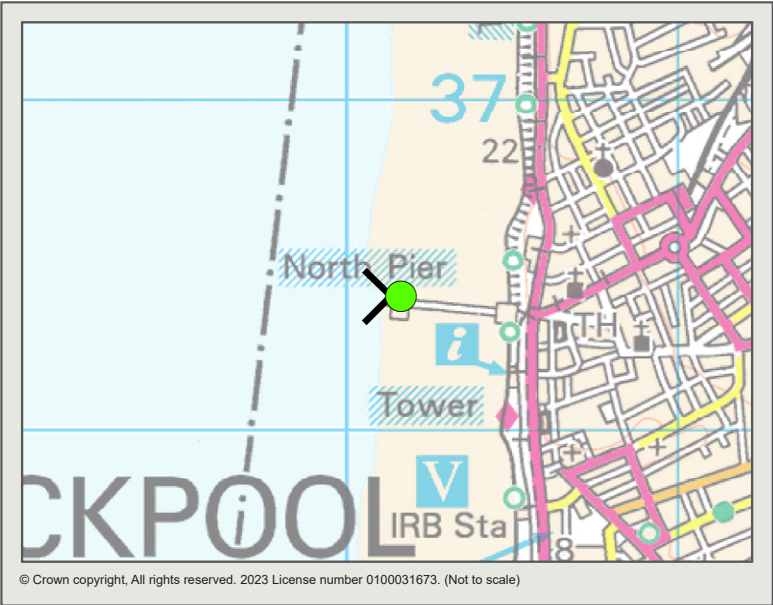 37
22
North Pier
TH
i
Tower
V
CKPOOL
IRB Sta
8
© Crown copyright, All rights reserved. 2023 License number 0100031673. (Not to scale)